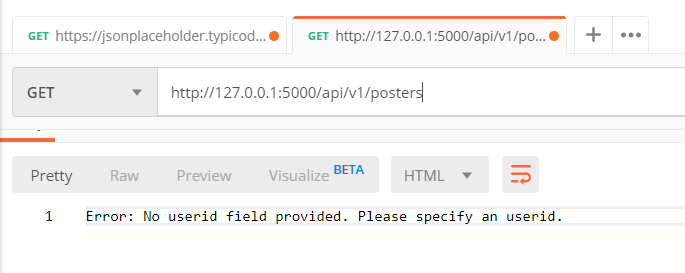 GET https://jsonplaceholder.typicod... GET http://127.0.0.1:5000/api/v1/po... + •••
GET http://127.0.0.1:5000/api/v1/posters
Pretty Raw Preview Visualize BETA HTML
1 Error: No userid field provided. Please specify an userid.